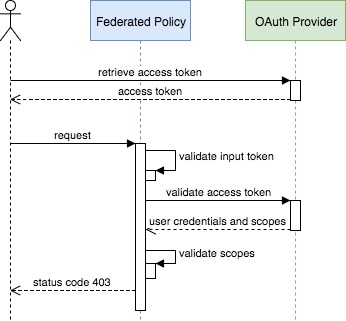 Federated Policy
OAuth Provider
retrieve access token
access token
request
validate input token
validate access token
user credentials and scopes
validate scopes
status code 403